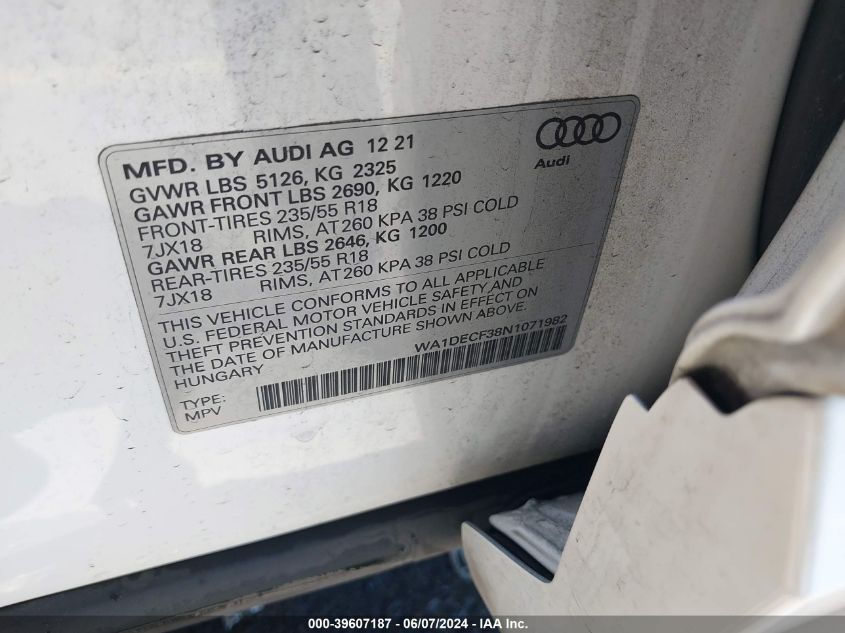 MFD. BY AUDI AG 12 21
Audi
GVWR LBS 5126, KG 2325
GAWR FRONT LBS 2690, KG 1220
FRONT-TIRES 235/55 R18
7JX18 RIMS, AT 260 KPA 38 PSI COLD
GAWR REAR LBS 2646, KG 1200
REAR-TIRES 235/55 R18
7JX18 RIMS, AT 260 KPA 38 PSI COLD
THIS VEHICLE CONFORMS TO ALL APPLICABLE
U.S. FEDERAL MOTOR VEHICLE SAFETY AND
THEFT PREVENTION STANDARDS IN EFFECT ON
THE DATE OF MANUFACTURE SHOWN ABOVE.
HUNGARY
WA1DECF38N1071982
TYPE:
MPV
000-39607187 - 06/07/2024 - IAA Inc.